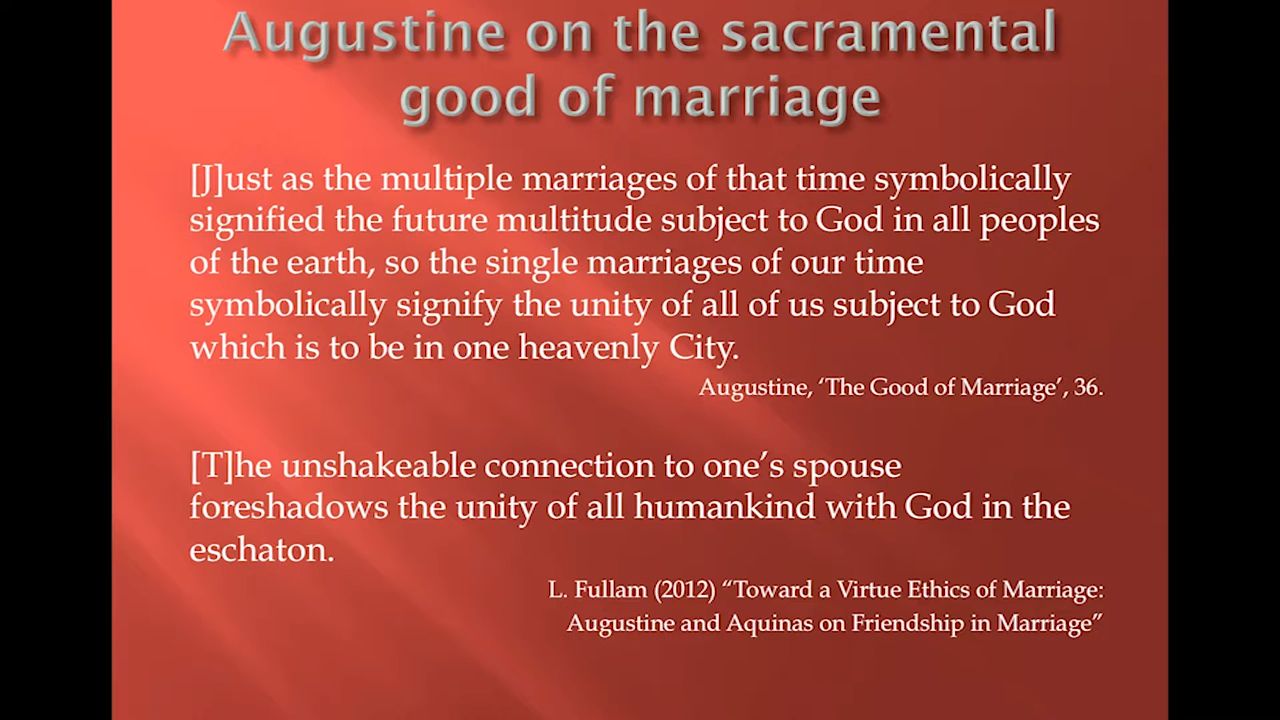 Augustine on the sacramental
good of marriage
[J]ust as the multiple marriages of that time symbolically
signified the future multitude subject to God in all peoples
of the earth, so the single marriages of our time
symbolically signify the unity of all of us subject to God
which is to be in one heavenly City.
Augustine, ‘The Good of Marriage’, 36.
[T]he unshakeable connection to one’s spouse
foreshadows the unity of all humankind with God in the
eschaton.
L. Fullam (2012) “Toward a Virtue Ethics of Marriage:
Augustine and Aquinas on Friendship in Marriage”